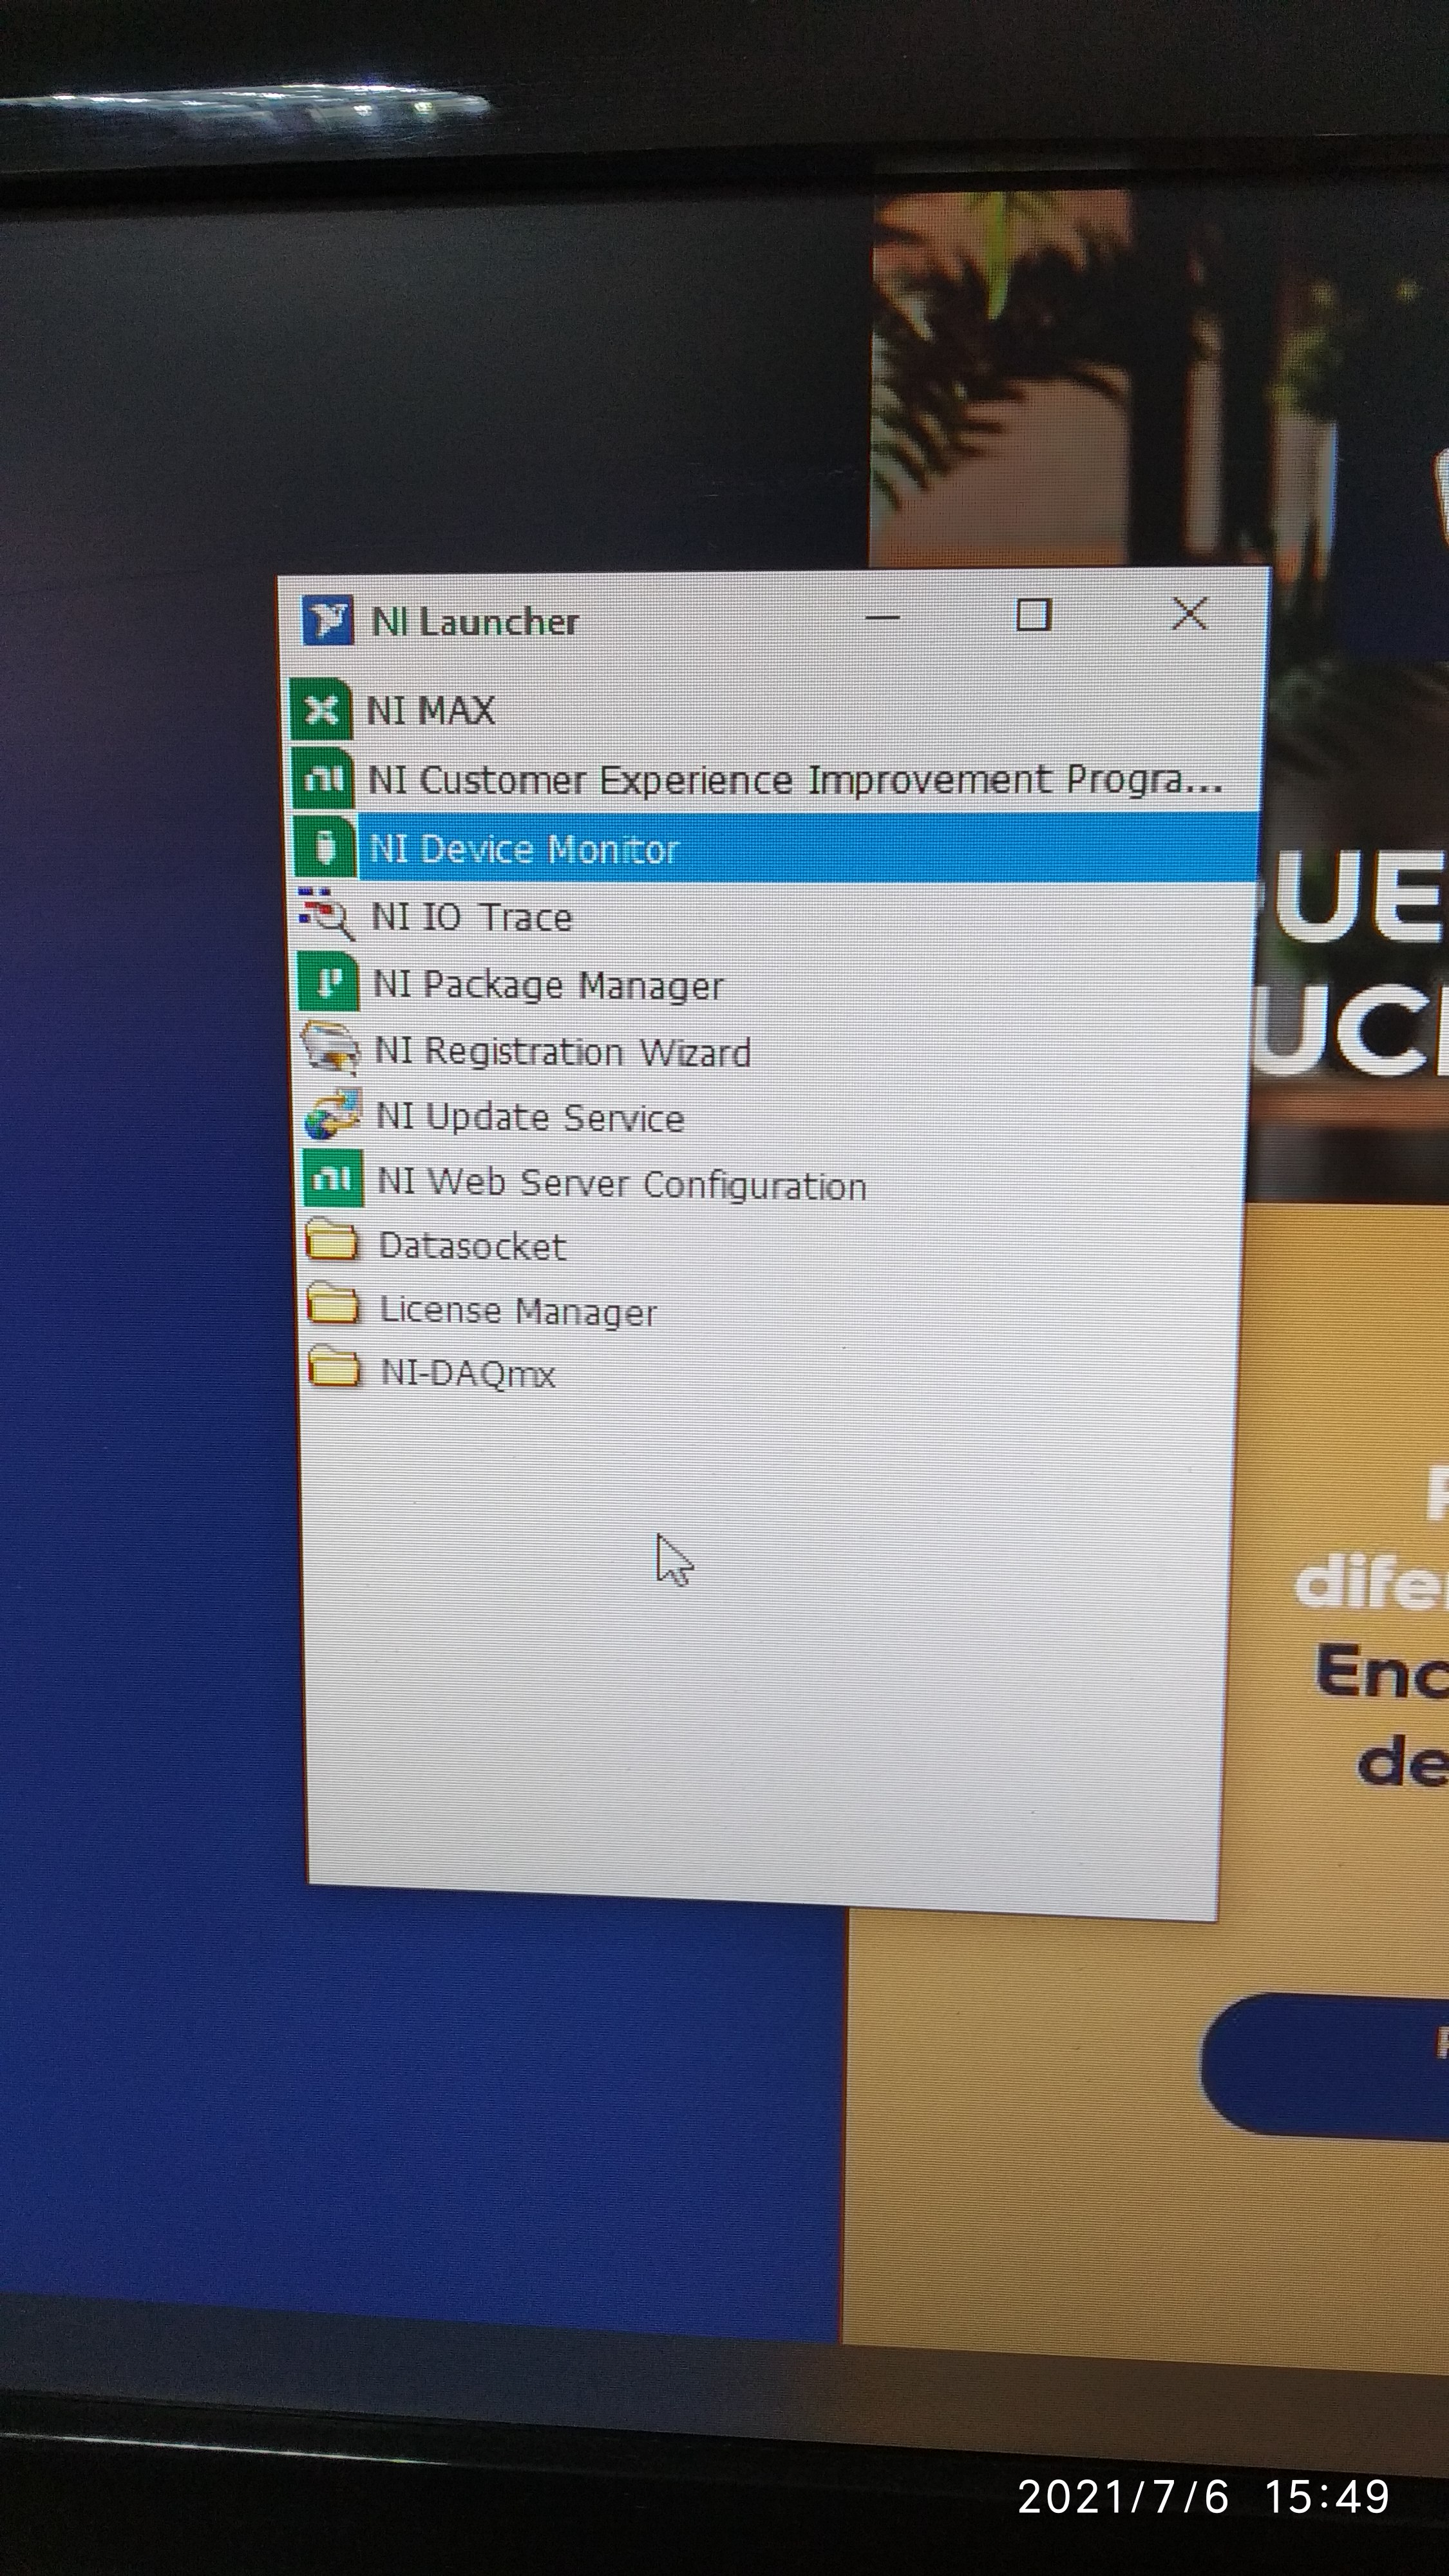 NI Launcher
NI MAX
NI Customer Experience Improvement Progra...
NI Device Monitor
NI IO Trace
NI Package Manager
NI Registration Wizard
NI Update Service
NI Web Server Configuration
Datasocket
License Manager
NI-DAQmx
UE
UC
difer
Enc
de
2021/7/6 15:49